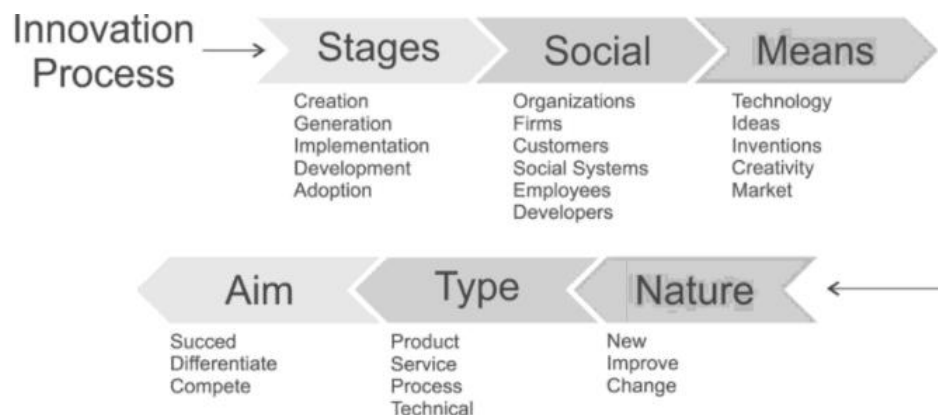 Innovation
Process
Stages
Social
Means
Creation
Generation
Implementation
Development
Adoption
Organizations
Firms
Customers
Social Systems
Employees
Developers
Technology
Ideas
Inventions
Creativity
Market
Nature
Type
Aim
New
Improve
Change
Product
Service
Process
Technical
Succed
Differentiate
Compete